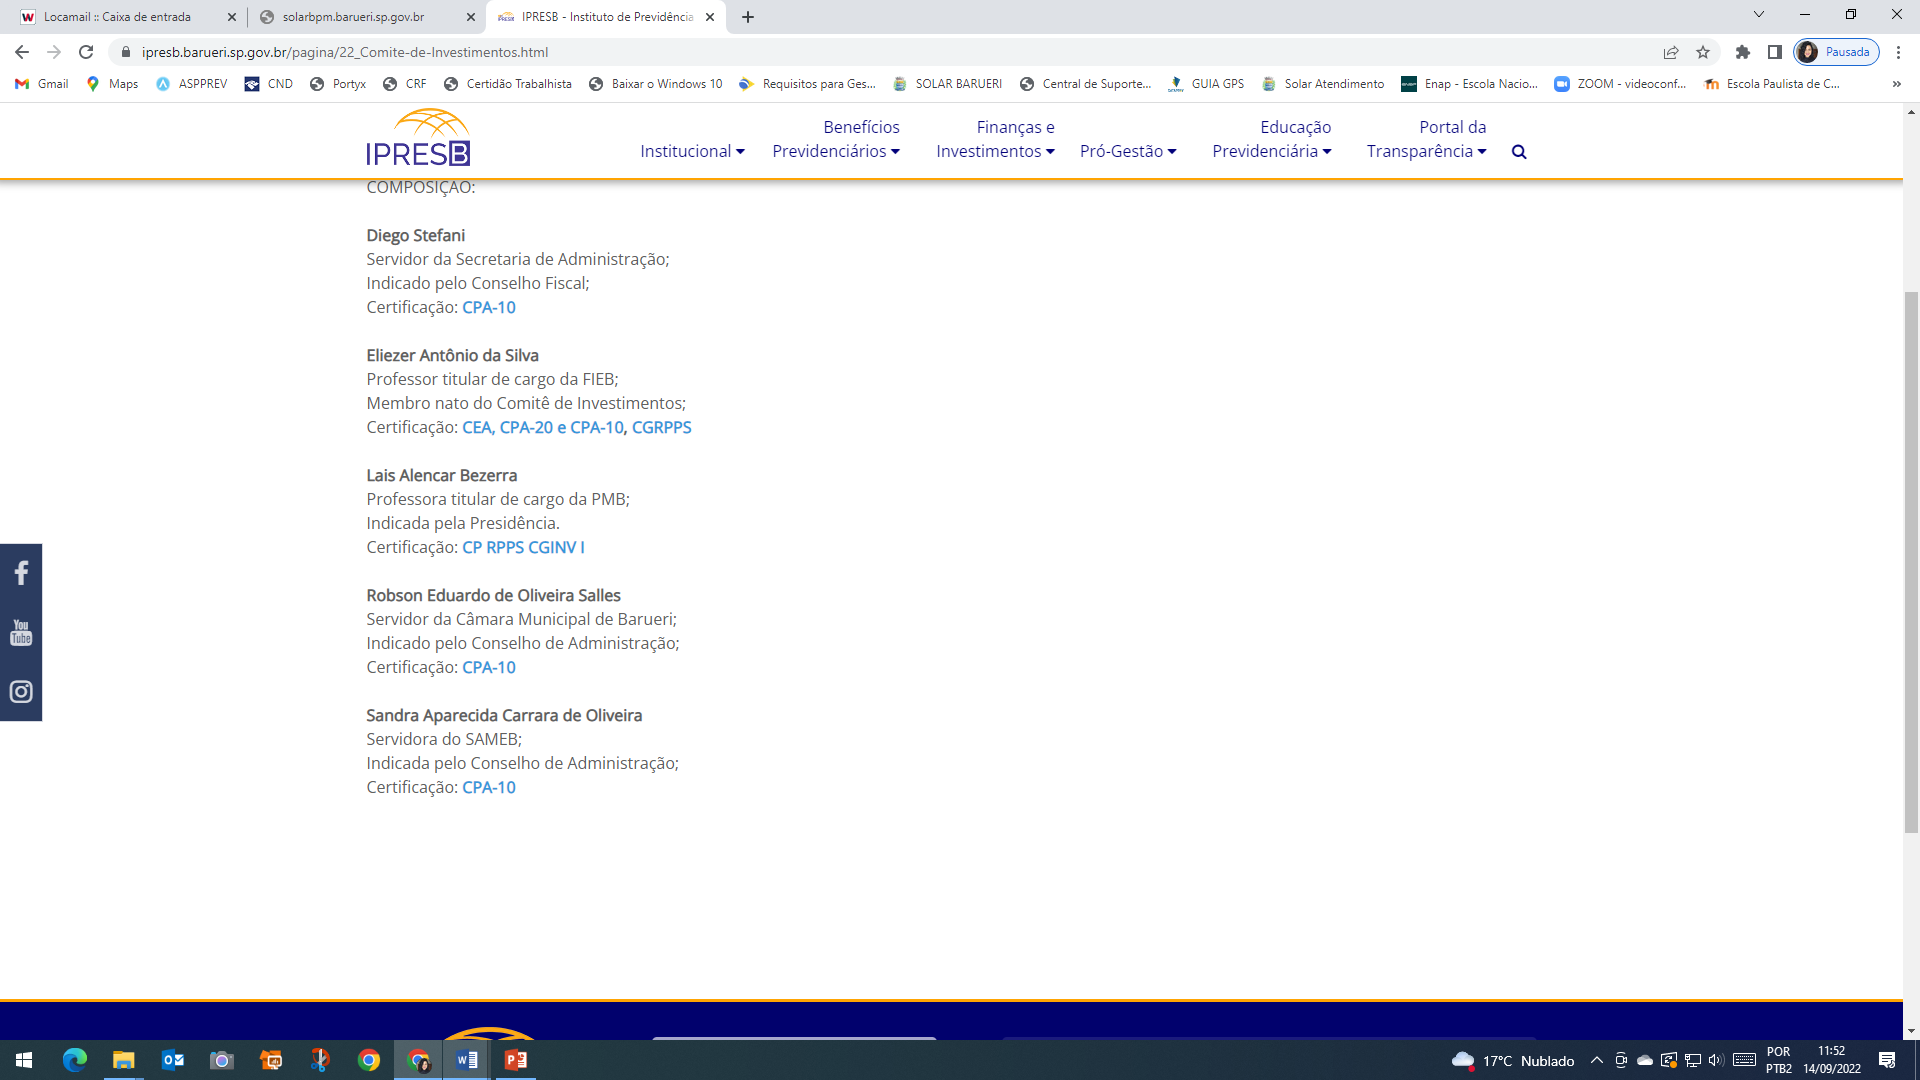 Locamail :: Caixa de entrada
solarbpm.barueri.sp.gov.br
IPRESB - Instituto de Previdência
ipresb.barueri.sp.gov.br/pagina/22_Comite-de-Investimentos.html
Pausada
Gmail
Maps
ASPPREV
CND
Portyx
CRF
Certidão Trabalhista
Baixar o Windows 10
Requisitos para Ges...
SOLAR BARUERI
Central de Suporte...
GUIA GPS
Solar Atendimento
Enap - Escola Nacio...
ZOOM - videoconf...
Escola Paulista de C...
IPRESB
Institucional
Benefícios
Previdenciários
Finanças e
Investimentos
Pró-Gestão
Educação
Previdenciária
Portal da
Transparência
COMPOSIÇÃO:
Diego Stefani
Servidor da Secretaria de Administração;
Indicado pelo Conselho Fiscal;
Certificação: CPA-10
Eliezer Antônio da Silva
Professor titular de cargo da FIEB;
Membro nato do Comitê de Investimentos;
Certificação: CEA, CPA-20 e CPA-10, CGRPPS
Lais Alencar Bezerra
Professora titular de cargo da PMB;
Indicada pela Presidência.
Certificação: CP RPPS CGINV I
Robson Eduardo de Oliveira Salles
Servidor da Câmara Municipal de Barueri;
Indicado pelo Conselho de Administração;
Certificação: CPA-10
Sandra Aparecida Carrara de Oliveira
Servidora do SAMEB;
Indicada pelo Conselho de Administração;
Certificação: CPA-10
You
Tube
17°C Nublado
POR
PTB2
11:52
14/09/2022